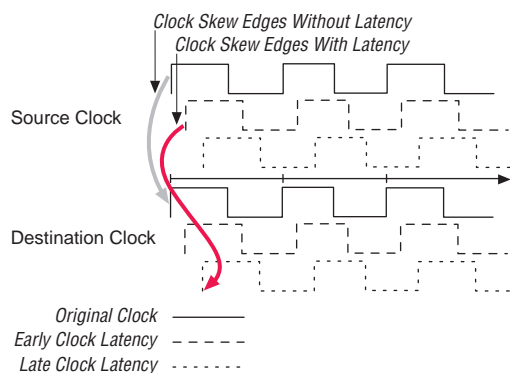 Clock Skew Edges Without Latency
Clock Skew Edges With Latency
Source Clock
Destination Clock
Original Clock
Early Clock Latency
Late Clock Latency